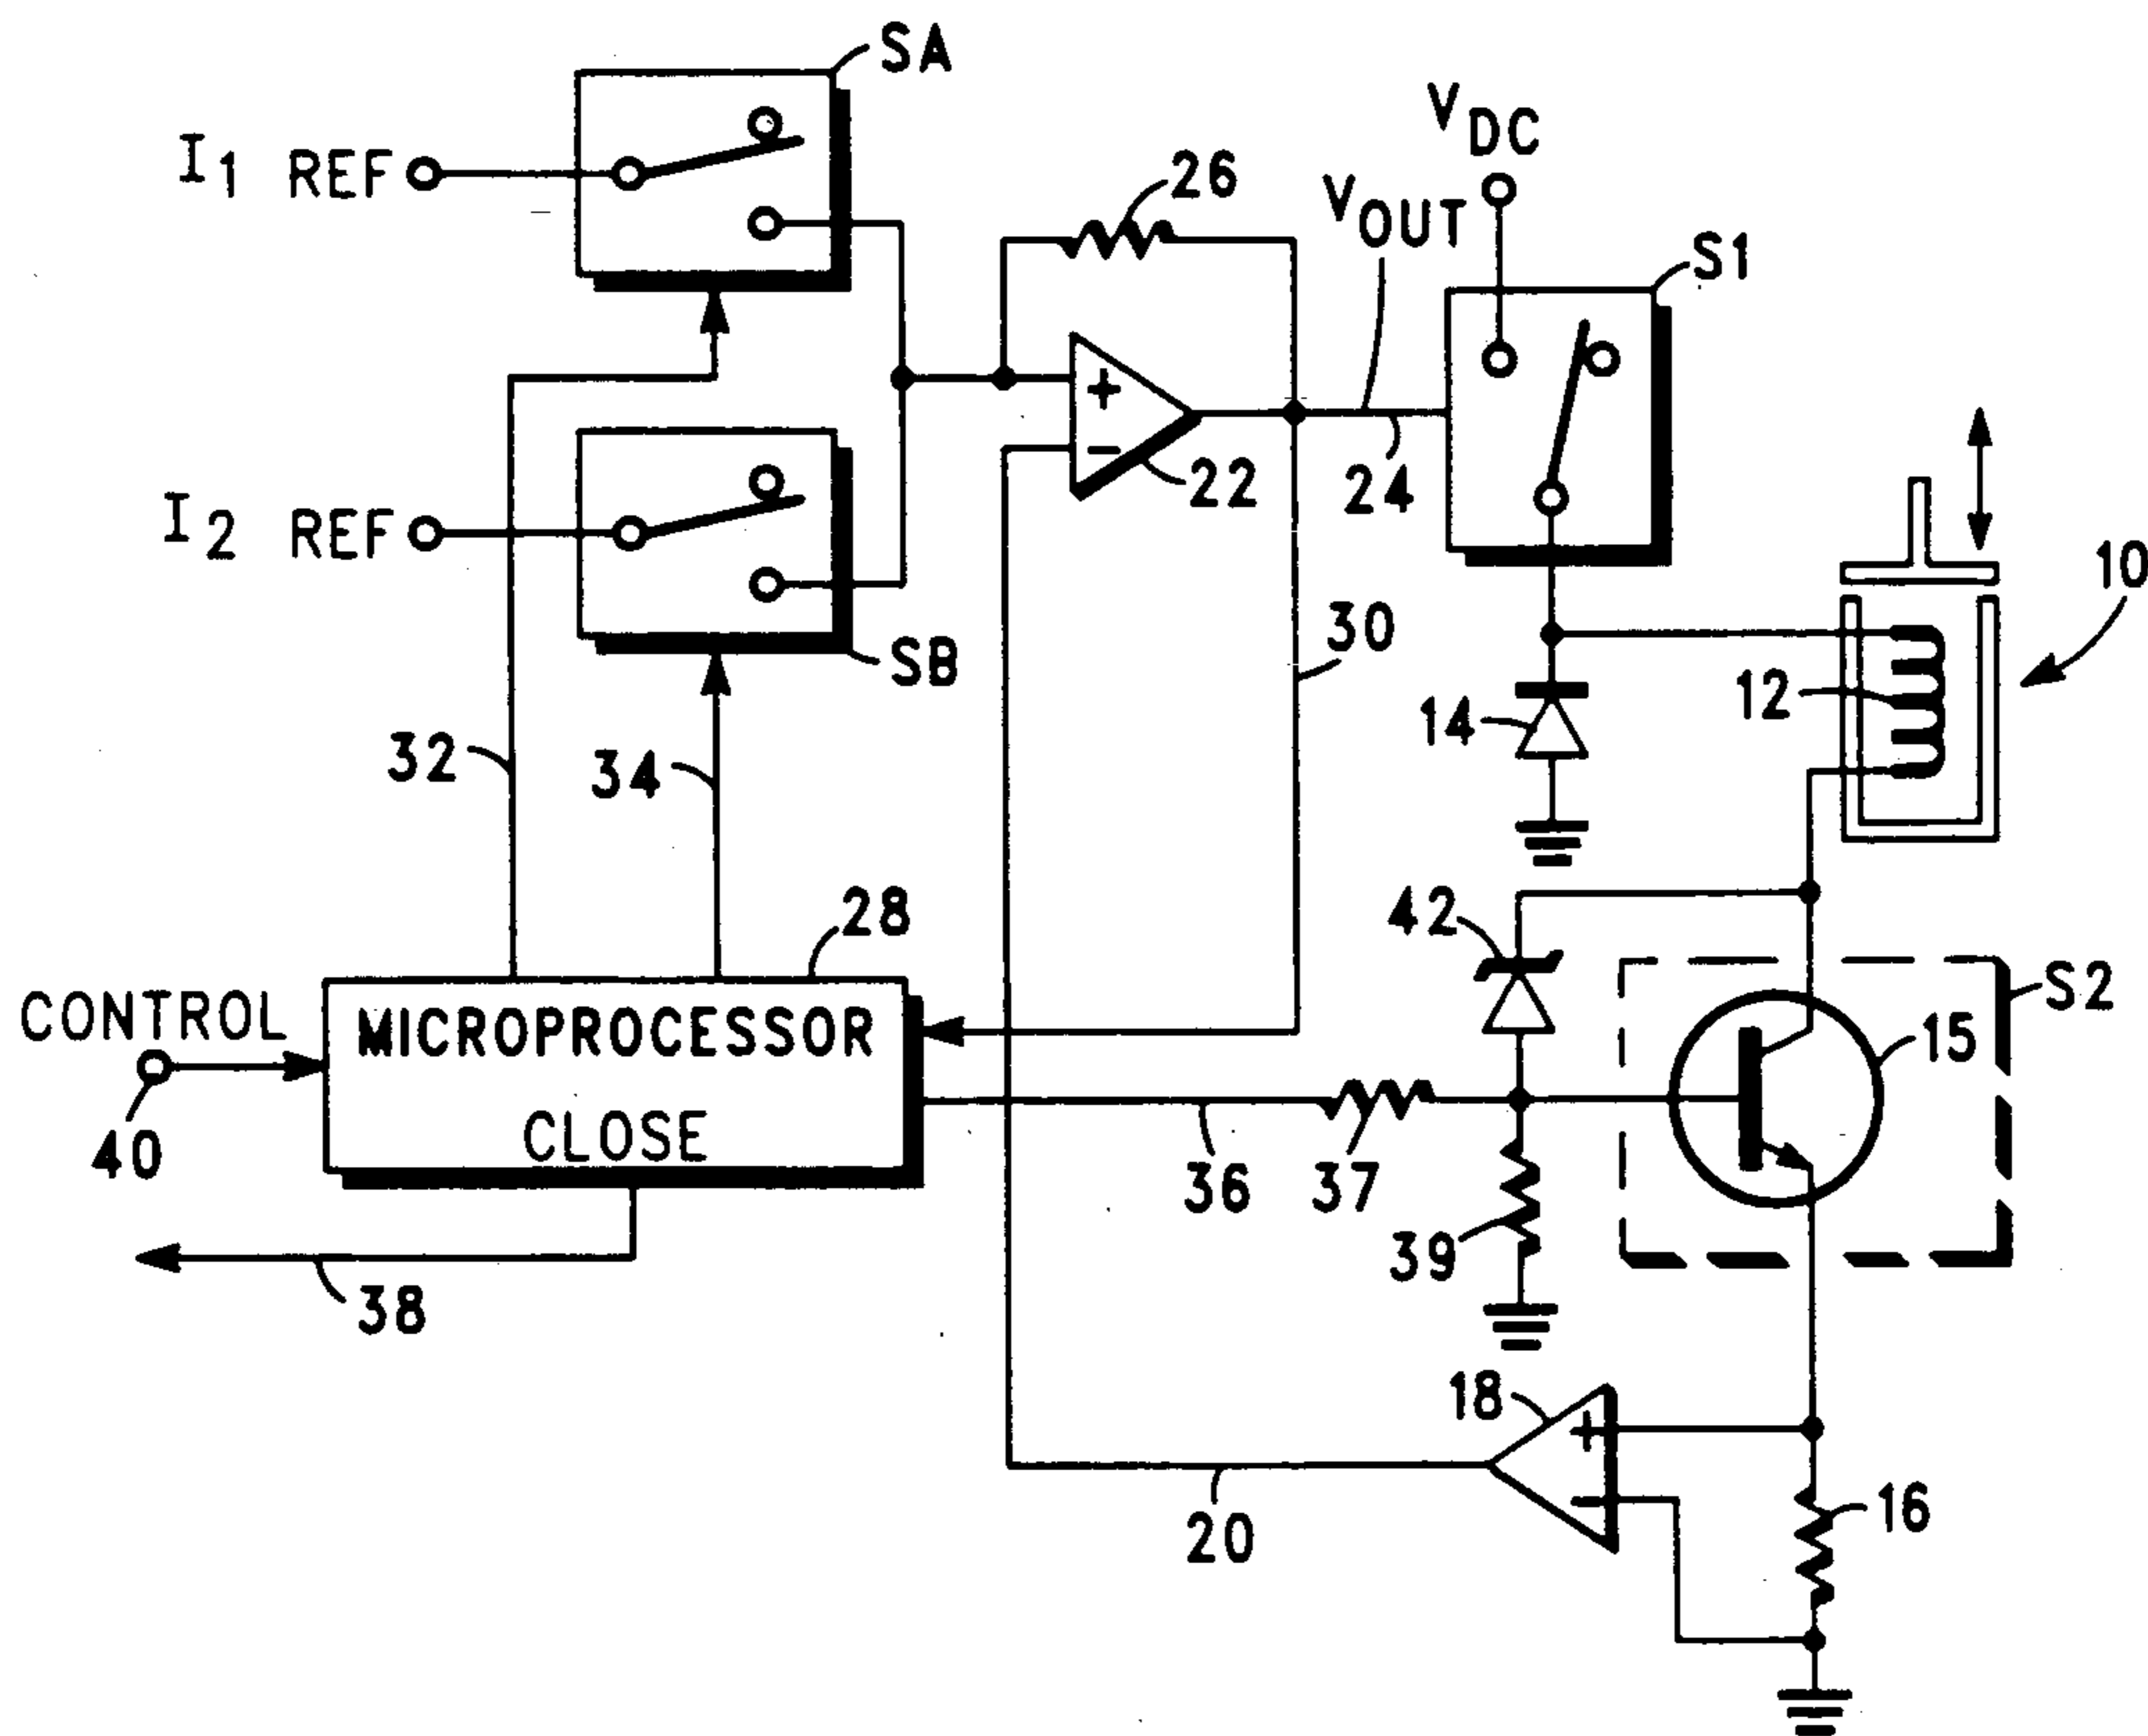 SA
I1 REF
VDC
26
VOUT
S1
+
-
22
24
I2 REF
10
30
SB
12
14
32
34
28
42
S2
CONTROL
MICROPROCESSOR
15
CLOSE
40
36
37
39
38
18
+
-
16
20